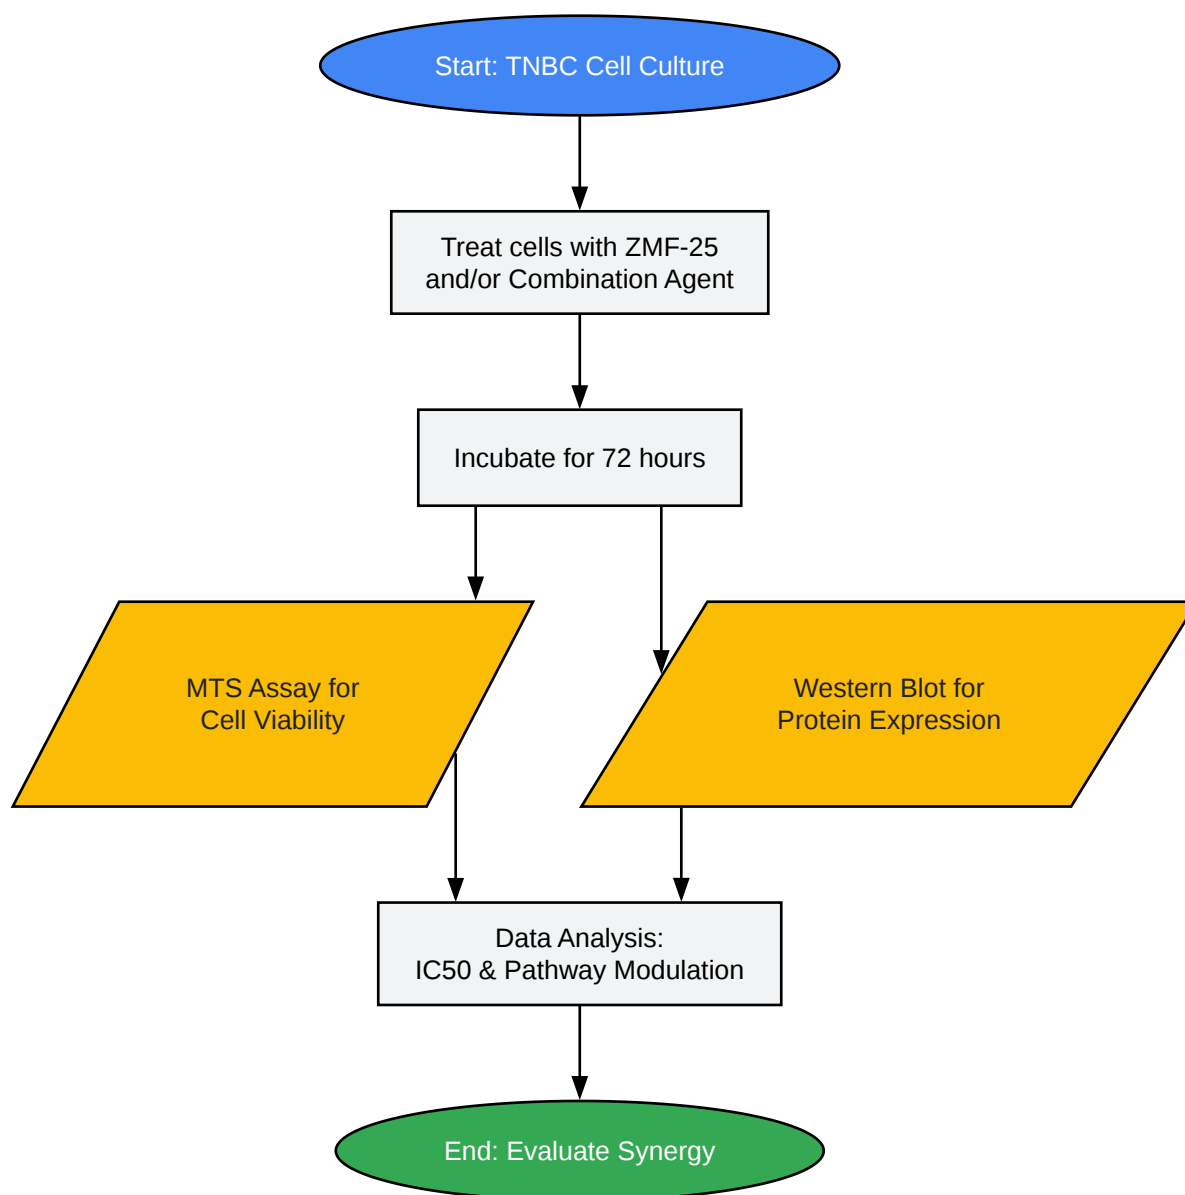 Start: TNBC Cell Culture
Treat cells with ZMF-25
and/or Combination Agent
Incubate for 72 hours
MTS Assay for
Cell Viability
Western Blot for
Protein Expression
Data Analysis:
IC50 & Pathway Modulation
End: Evaluate Synergy